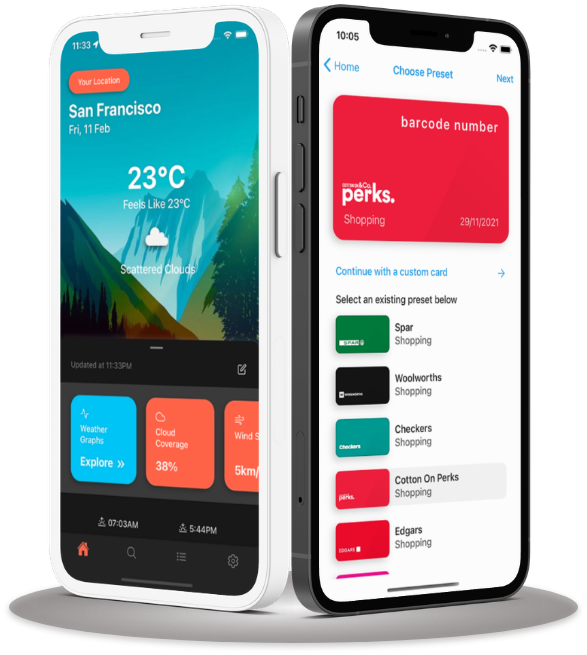 11:33
Your Location
San Francisco
Fri, 11 Feb
23°C
Feels Like 23°C
Scattered Clouds
Updated at 11:33PM
Weather
Graphs
Explore »
Cloud
Coverage
38%
Wind S
5km/
07:03AM
5:44PM
10:05
Home
Choose Preset
Next
barcode number
perks.
Shopping
29/11/2021
Continue with a custom card
Select an existing preset below
SPAR
Spar
Shopping
WOOLWORTHS
Woolworths
Shopping
Checkers
Checkers
Shopping
perks.
Cotton On Perks
Shopping
EDGARS
Edgars
Shopping